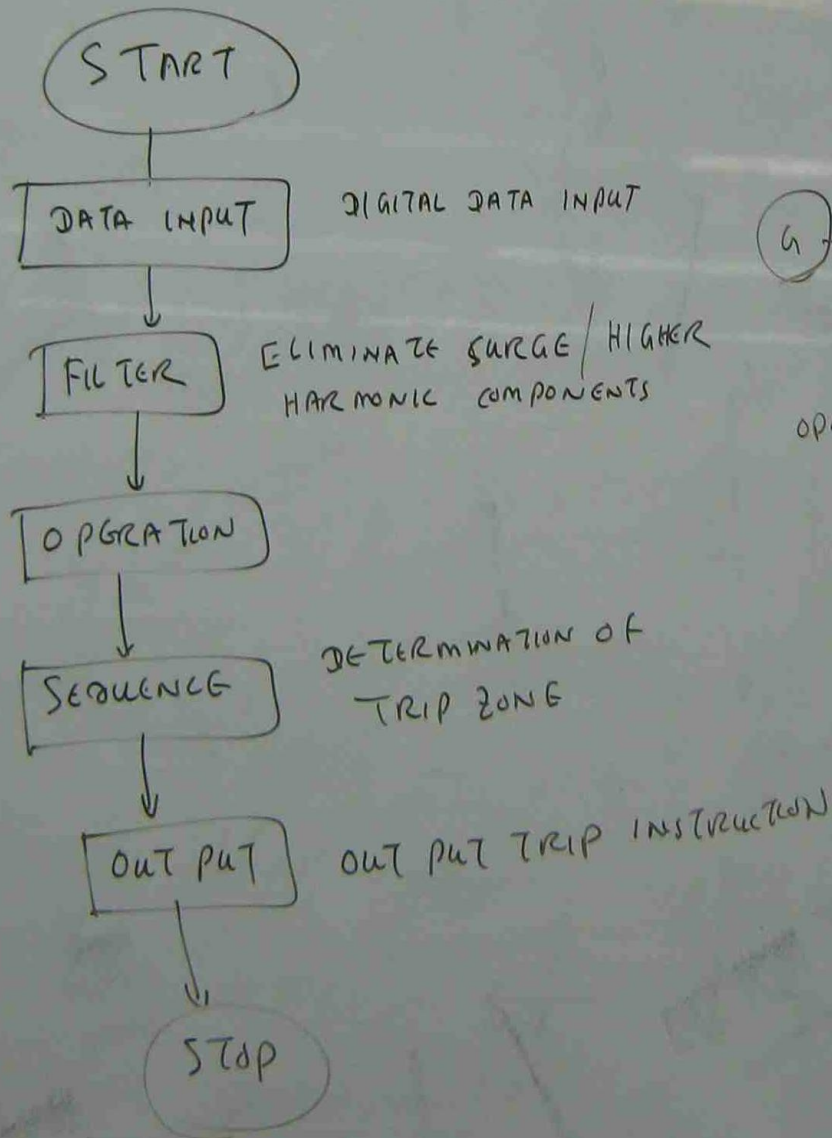 START
DATA INPUT
DIGITAL DATA INPUT
G
FILTER
ELIMINATE SURGE / HIGHER
HARMONIC COMPONENTS
OP
OPERATION
SEQUENCE
DETERMINATION OF
TRIP ZONE
OUT PUT
OUT PUT TRIP INSTRUCTION
STOP